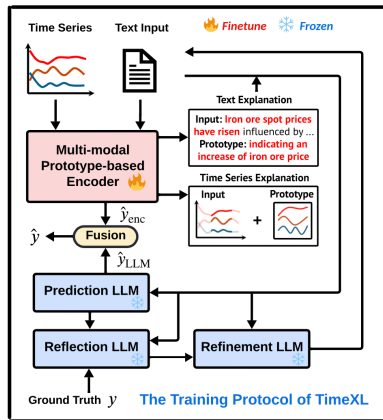 Time Series
Text Input
Finetune
Frozen
Multi-modal
Prototype-based
Encoder
Text Explanation
Input: Iron ore spot prices
have risen influenced by ...
Prototype: indicating an
increase of iron ore price
Time Series Explanation
Input
Prototype
+
ŷ_enc
ŷ
Fusion
ŷ_LLM
Prediction LLM
Reflection LLM
Refinement LLM
Ground Truth y
The Training Protocol of TimeXL